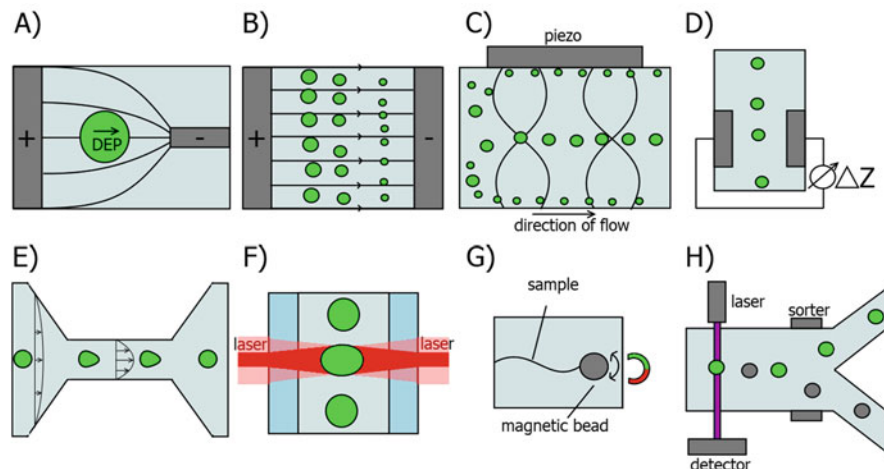 A)
B)
C)
D)
piezo
+
DEP
-
+
-
ΔZ
direction of flow
E)
F)
G)
H)
sample
laser
sorter
laser
laser
magnetic bead
detector